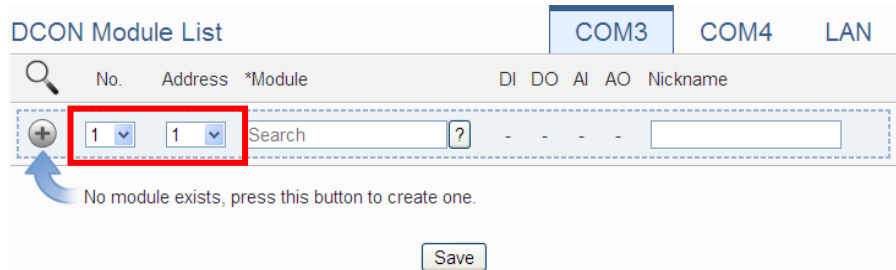 DCON Module List COM3 COM4 LAN
No. Address *Module DI DO AI AO Nickname
1 1 Search ? - - - -
No module exists, press this button to create one.
Save